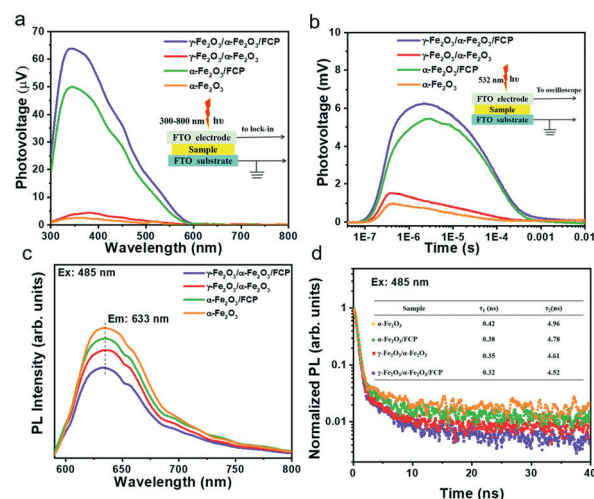 a
Photovoltage (μV)
70
60
50
40
30
20
10
0
300 400 500 600 700 800
Wavelength (nm)
γ-Fe₂O₃/α-Fe₂O₃/FCP
γ-Fe₂O₃/α-Fe₂O₃
α-Fe₂O₃/FCP
α-Fe₂O₃
300-800 nm hυ
to lock-in
FTO electrode
Sample
FTO substrate
b
Photovoltage (mV)
10
8
6
4
2
0
1E-7 1E-6 1E-5 1E-4 0.001 0.01
Time (s)
γ-Fe₂O₃/α-Fe₂O₃/FCP
γ-Fe₂O₃/α-Fe₂O₃
α-Fe₂O₃/FCP
α-Fe₂O₃
532 nm hυ
To oscilloscope
FTO electrode
Sample
FTO substrate
c
PL Intensity (arb. units)
Ex: 485 nm
Em: 633 nm
γ-Fe₂O₃/α-Fe₂O₃/FCP
γ-Fe₂O₃/α-Fe₂O₃
α-Fe₂O₃/FCP
α-Fe₂O₃
600 650 700 750 800
Wavelength (nm)
d
Normalized PL (arb. units)
1
0.1
0.01
Ex: 485 nm
Sample τ₁ (ns) τ₂(ns)
α-Fe₂O₃ 0.42 4.96
α-Fe₂O₃/FCP 0.38 4.78
γ-Fe₂O₃/α-Fe₂O₃ 0.35 4.61
γ-Fe₂O₃/α-Fe₂O₃/FCP 0.32 4.52
0 10 20 30 40
Time (ns)